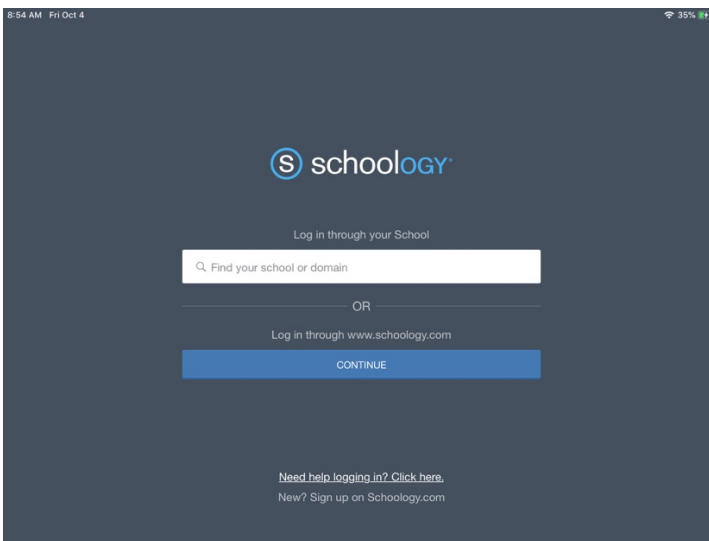 8:54 AM Fri Oct 4 35%
S schoology®
Log in through your School
Find your school or domain
OR
Log in through www.schoology.com
CONTINUE
Need help logging in? Click here.
New? Sign up on Schoology.com